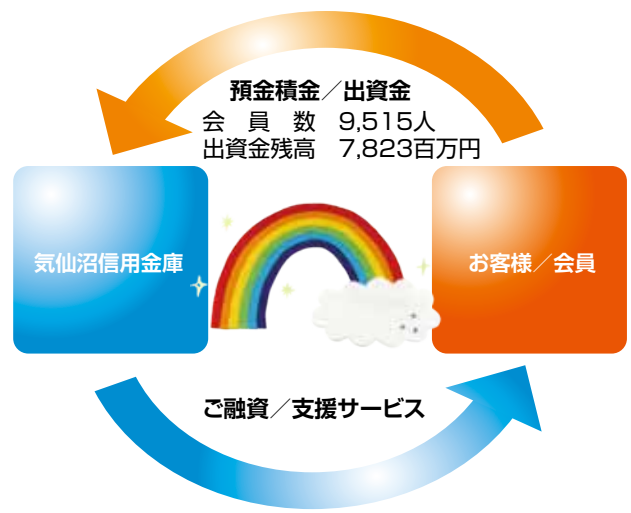 預金積金／出資金
会　員　数　9,515人
出資金残高　7,823百万円
気仙沼信用金庫
お客様／会員
ご融資／支援サービス